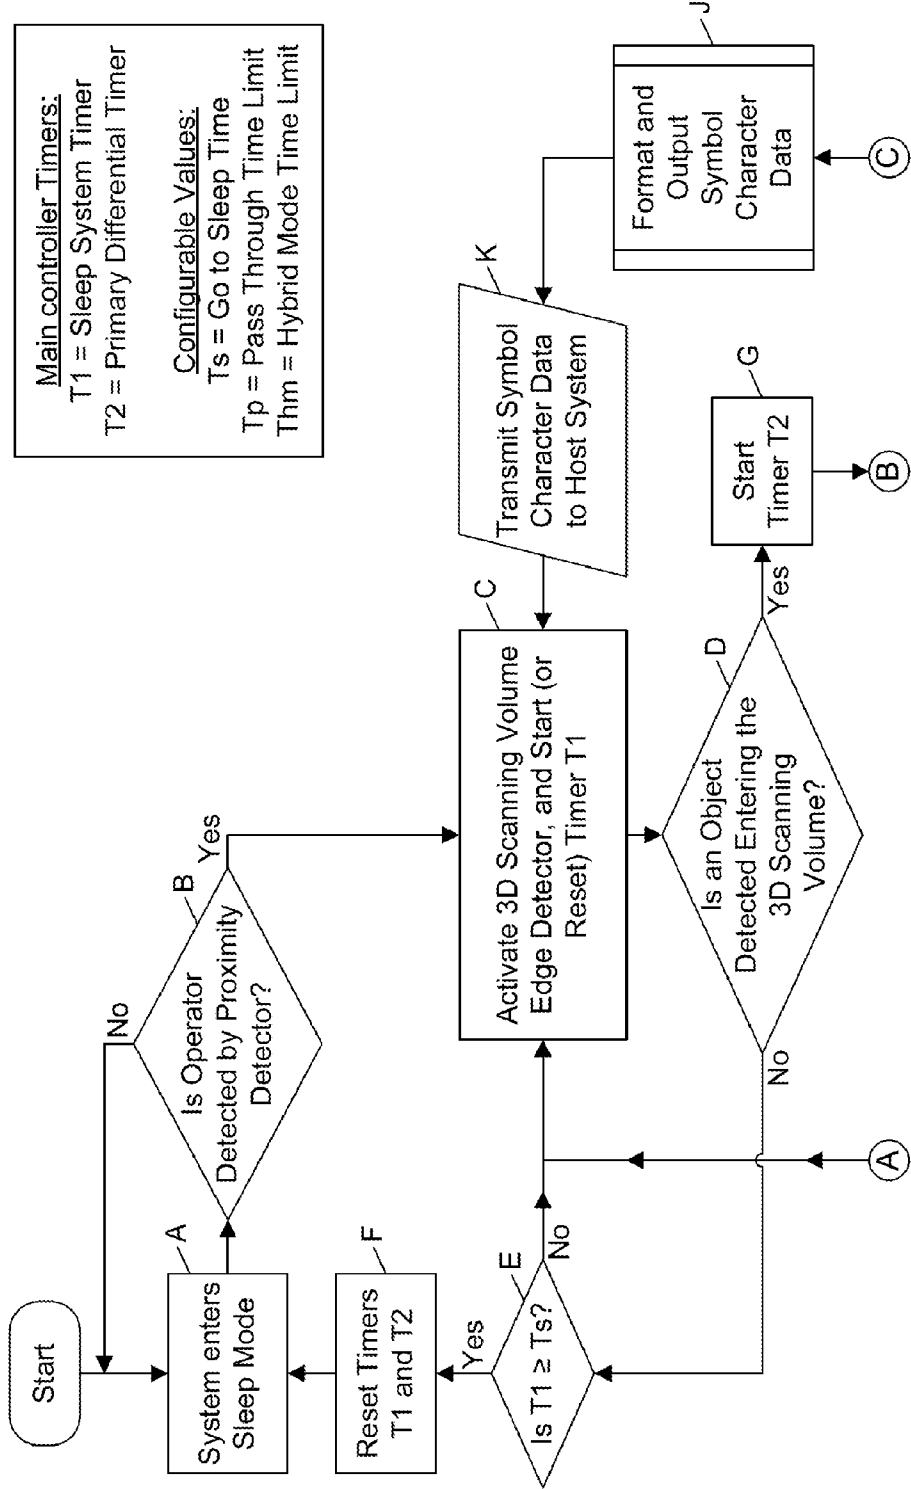 Main controller Timers:
T1 = Sleep System Timer
T2 = Primary Differential Timer
Configurable Values:
Ts = Go to Sleep Time
Tp = Pass Through Time Limit
Thm = Hybrid Mode Time Limit
Start
System enters
Sleep Mode
A
Is Operator
Detected by Proximity
Detector?
B
No
Yes
Reset Timers
T1 and T2
F
Is T1 ≥ Ts?
E
Yes
No
Activate 3D Scanning Volume
Edge Detector, and Start (or
Reset) Timer T1
C
Transmit Symbol
Character Data
to Host System
K
Format and
Output
Symbol
Character
Data
J
Is an Object
Detected Entering the
3D Scanning
Volume?
D
No
Yes
Start
Timer T2
G
A
B
C